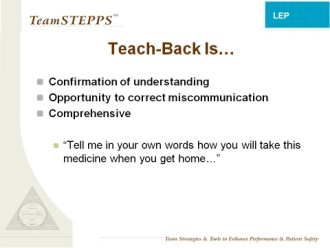 TeamSTEPPS™
LEP
Teach-Back Is…
Confirmation of understanding
Opportunity to correct miscommunication
Comprehensive
“Tell me in your own words how you will take this
medicine when you get home…”
Team Strategies & Tools to Enhance Performance & Patient Safety